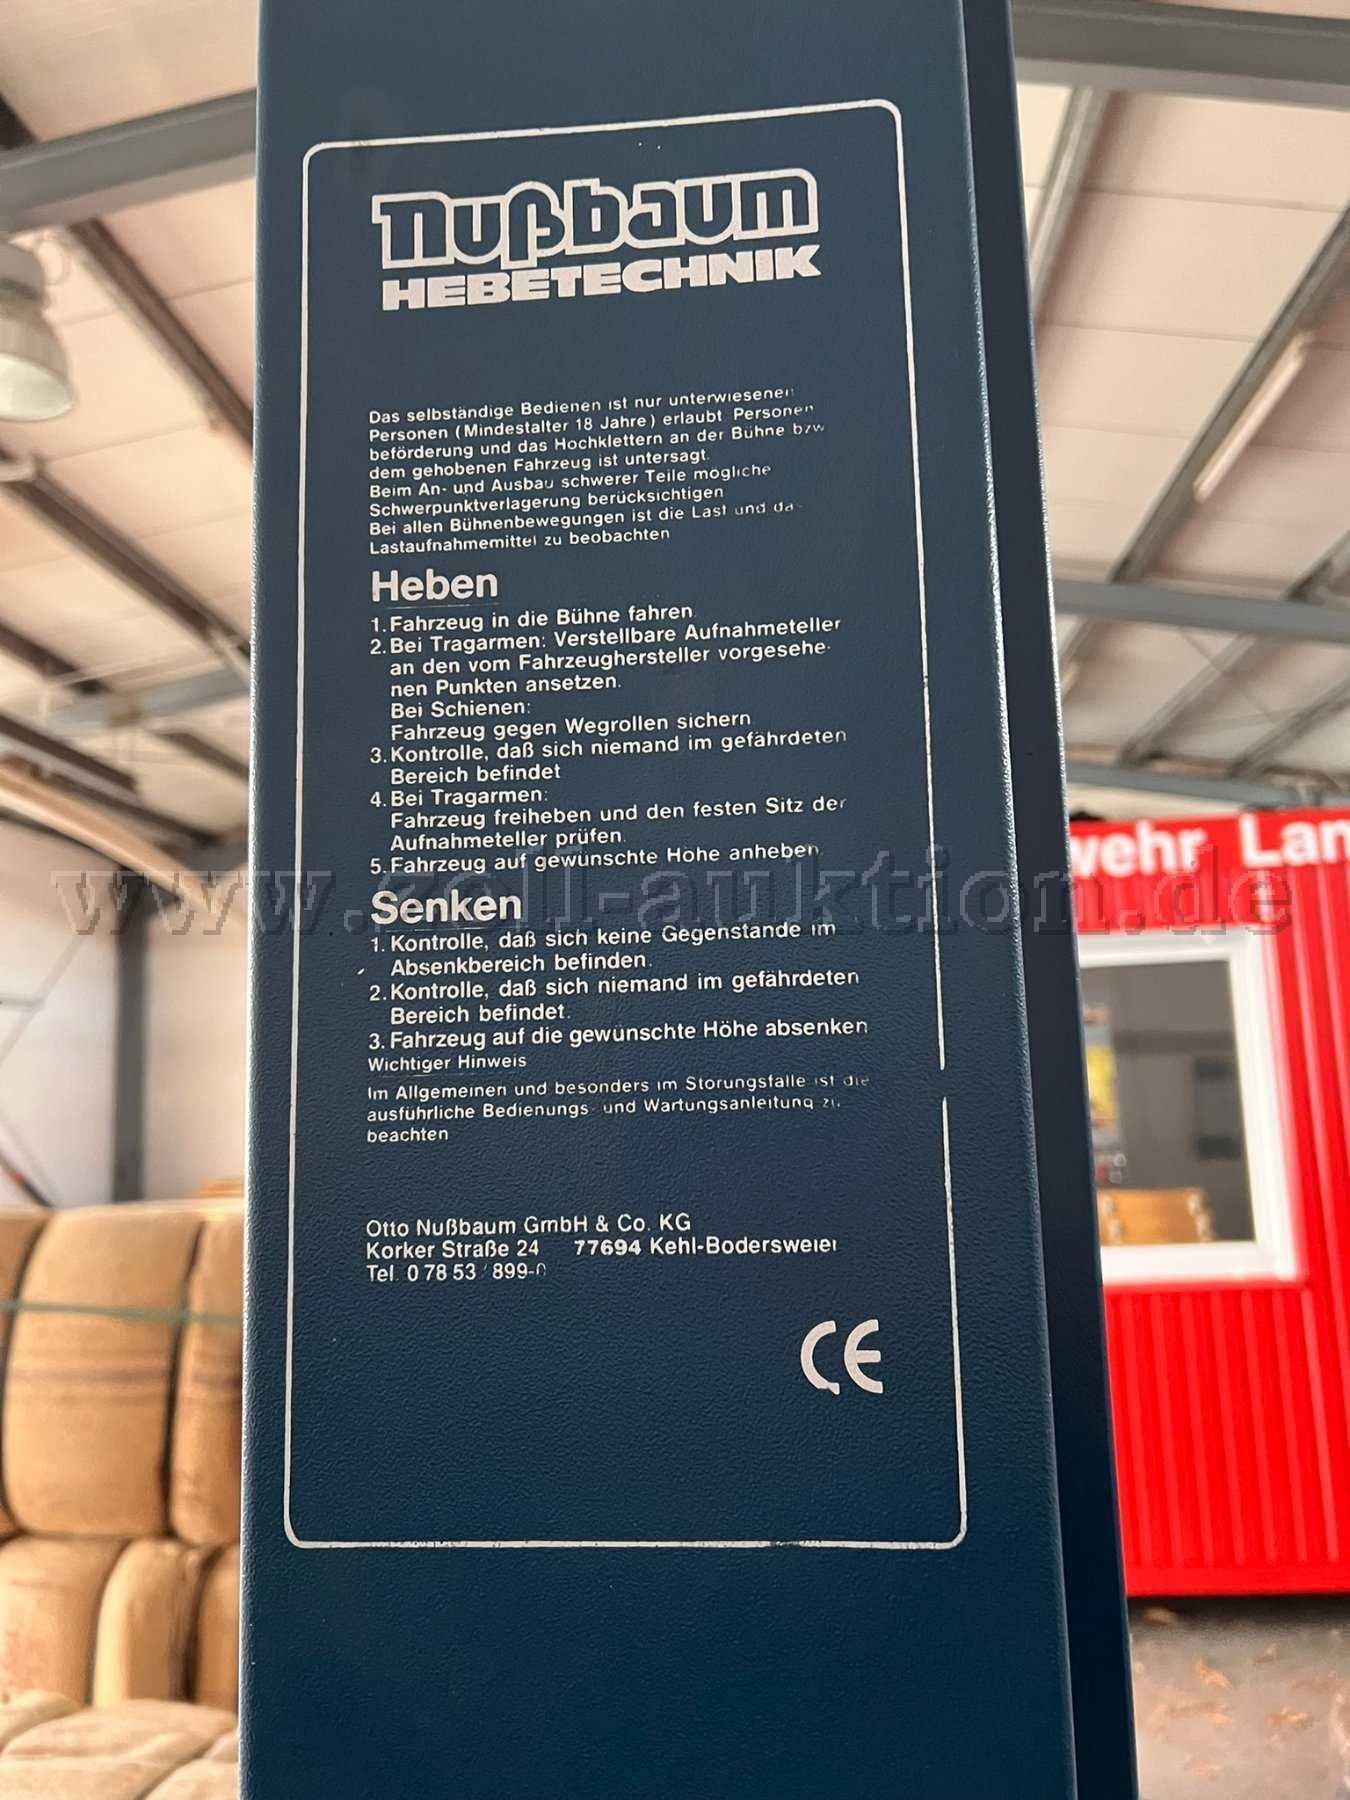 Nußbaum
HEBETECHNIK
Das selbständige Bedienen ist nur unterwiesenen
Personen (Mindestalter 18 Jahre) erlaubt Personen
beförderung und das Hochklettern an der Bühne bzw
dem gehobenen Fahrzeug ist untersagt.
Beim An- und Ausbau schwerer Teile mögliche
Schwerpunktverlagerung berücksichtigen
Bei allen Bühnenbewegungen ist die Last und da
Lastaufnahmemittel zu beobachten
Heben
1. Fahrzeug in die Bühne fahren.
2. Bei Tragarmen: Verstellbare Aufnahmeteller
an den vom Fahrzeughersteller vorgesehe-
nen Punkten ansetzen.
Bei Schienen:
Fahrzeug gegen Wegrollen sichern
3. Kontrolle, daß sich niemand im gefährdeten
Bereich befindet
4. Bei Tragarmen:
Fahrzeug freiheben und den festen Sitz der
Aufnahmeteller prüfen.
5. Fahrzeug auf gewünschte Höhe anheben.
Senken
1. Kontrolle, daß sich keine Gegenstände im
Absenkbereich befinden.
2. Kontrolle, daß sich niemand im gefährdeten
Bereich befindet.
3. Fahrzeug auf die gewünschte Höhe absenken
Wichtiger Hinweis
Im Allgemeinen und besonders im Störungsfalle ist die
ausführliche Bedienungs- und Wartungsanleitung zu
beachten
Otto Nußbaum GmbH & Co. KG
Korker Straße 24 77694 Kehl-Bodersweier
Tel. 0 78 53 / 899-0
CE
wehr Lan
www.zoll-auktion.de